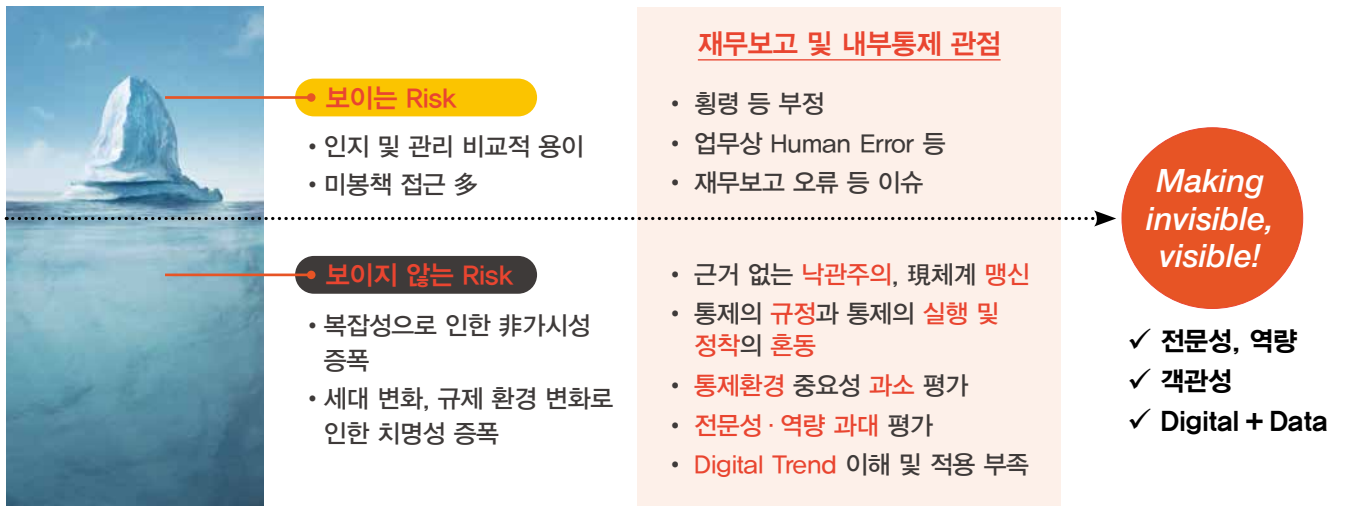 보이는 Risk
• 인지 및 관리 비교적 용이
• 미봉책 접근 多
보이지 않는 Risk
• 복잡성으로 인한 非가시성
증폭
• 세대 변화, 규제 환경 변화로
인한 치명성 증폭
재무보고 및 내부통제 관점
• 횡령 등 부정
• 업무상 Human Error 등
• 재무보고 오류 등 이슈
• 근거 없는 낙관주의, 現체계 맹신
• 통제의 규정과 통제의 실행 및
정착의 혼동
• 통제환경 중요성 과소 평가
• 전문성 · 역량 과대 평가
• Digital Trend 이해 및 적용 부족
Making
invisible,
visible!
✓ 전문성, 역량
✓ 객관성
✓ Digital + Data